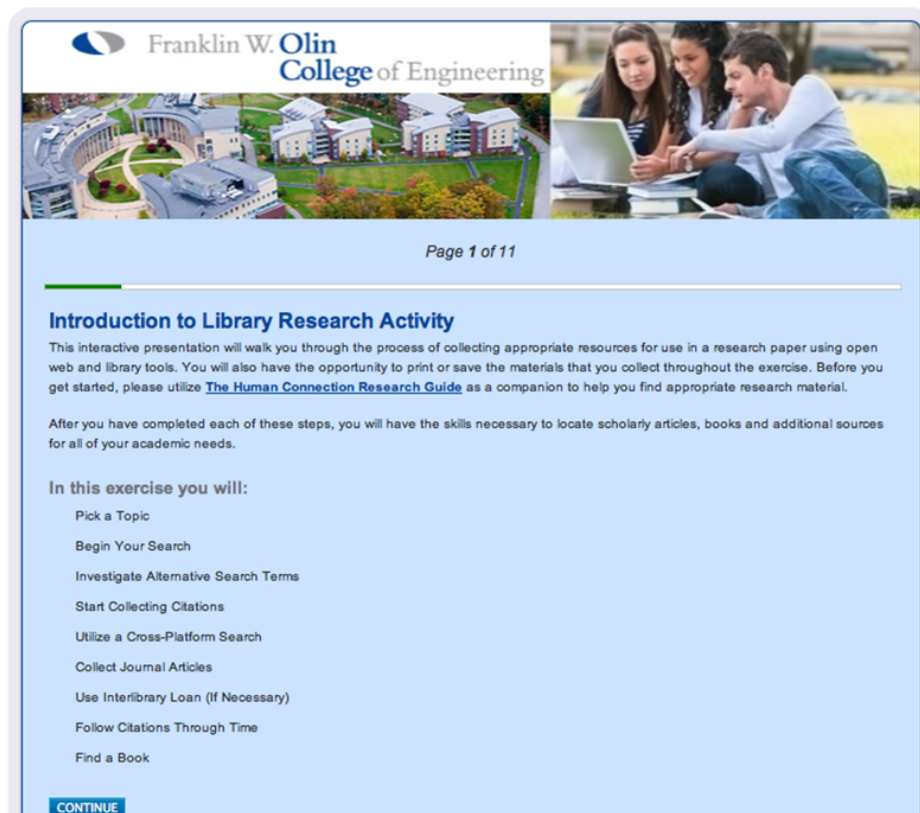 Franklin W. Olin
College of Engineering
Page 1 of 11
Introduction to Library Research Activity
This interactive presentation will walk you through the process of collecting appropriate resources for use in a research paper using open
web and library tools. You will also have the opportunity to print or save the materials that you collect throughout the exercise. Before you
get started, please utilize The Human Connection Research Guide as a companion to help you find appropriate research material.
After you have completed each of these steps, you will have the skills necessary to locate scholarly articles, books and additional sources
for all of your academic needs.
In this exercise you will:
Pick a Topic
Begin Your Search
Investigate Alternative Search Terms
Start Collecting Citations
Utilize a Cross-Platform Search
Collect Journal Articles
Use Interlibrary Loan (If Necessary)
Follow Citations Through Time
Find a Book
CONTINUE